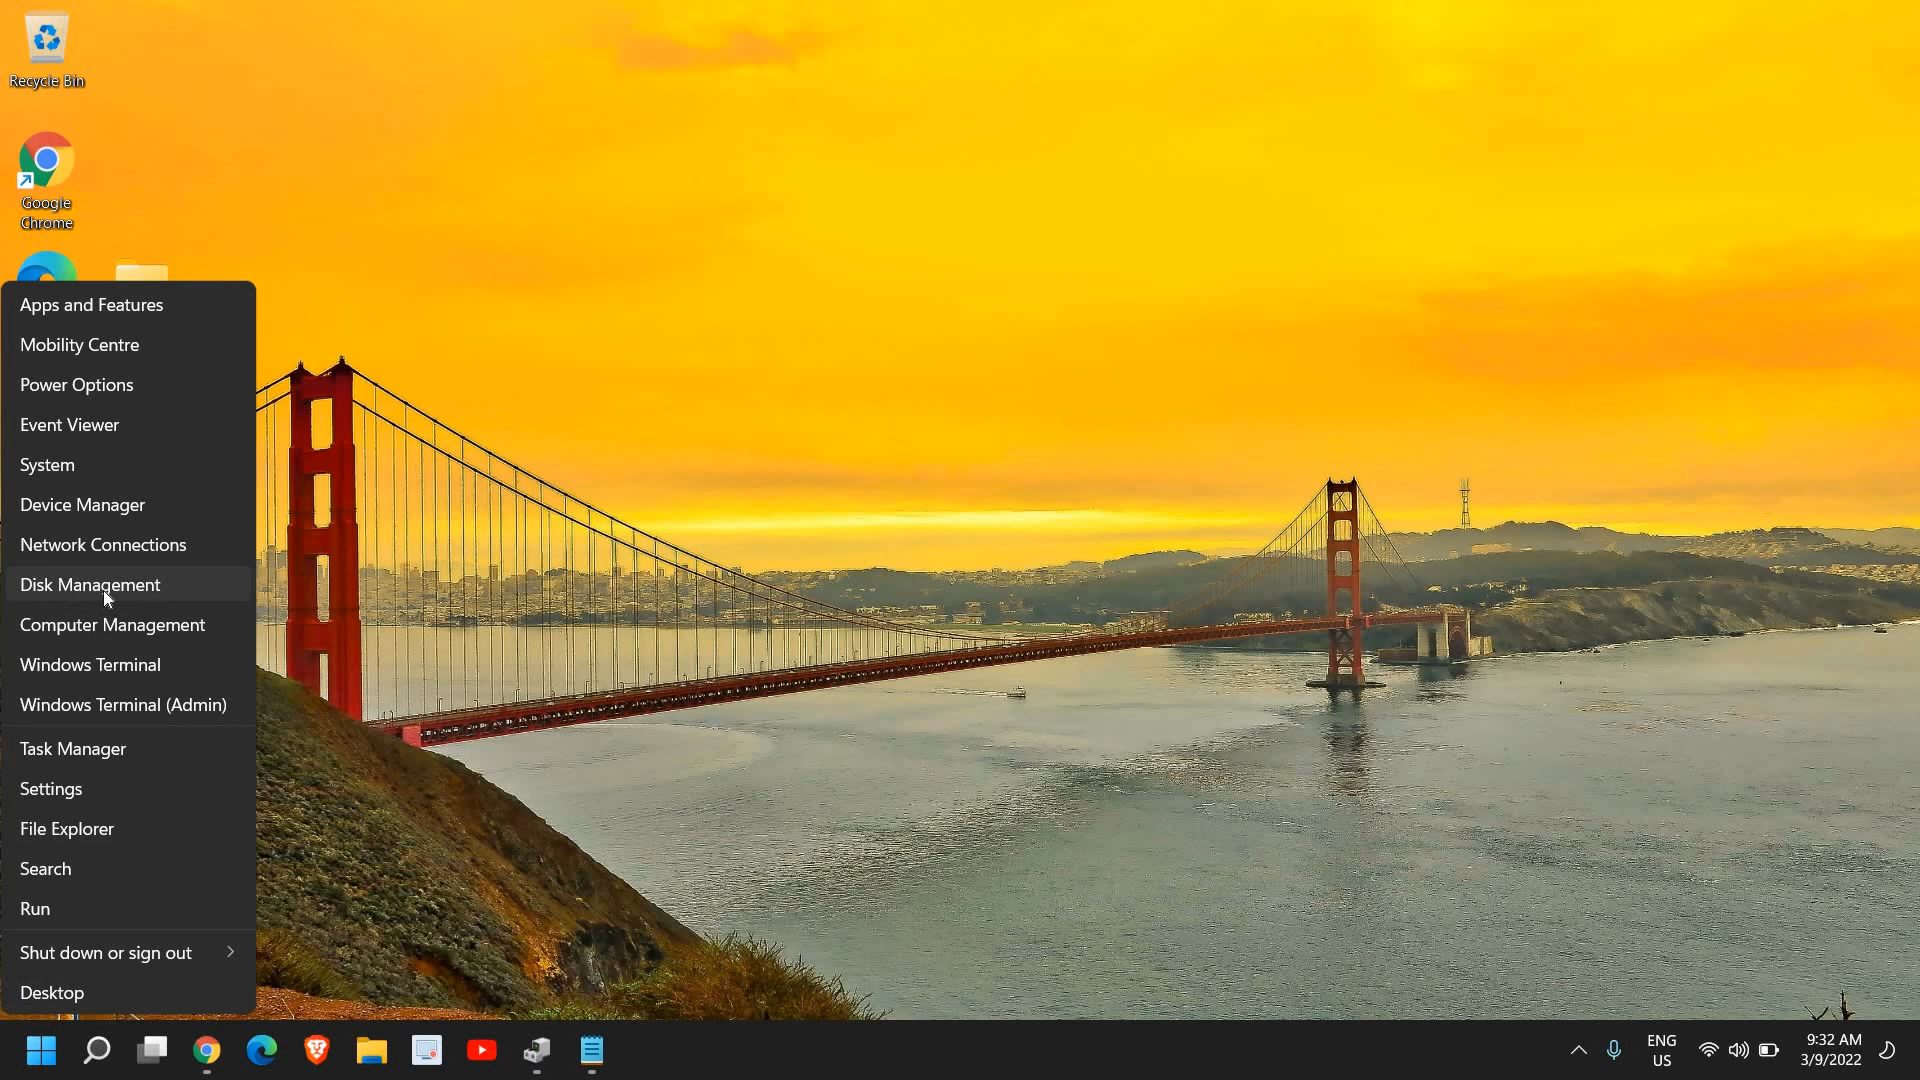 Recycle Bin
Google
Chrome
Apps and Features
Mobility Centre
Power Options
Event Viewer
System
Device Manager
Network Connections
Disk Management
Computer Management
Windows Terminal
Windows Terminal (Admin)
Task Manager
Settings
File Explorer
Search
Run
Shut down or sign out
Desktop
ENG
US
9:32 AM
3/9/2022